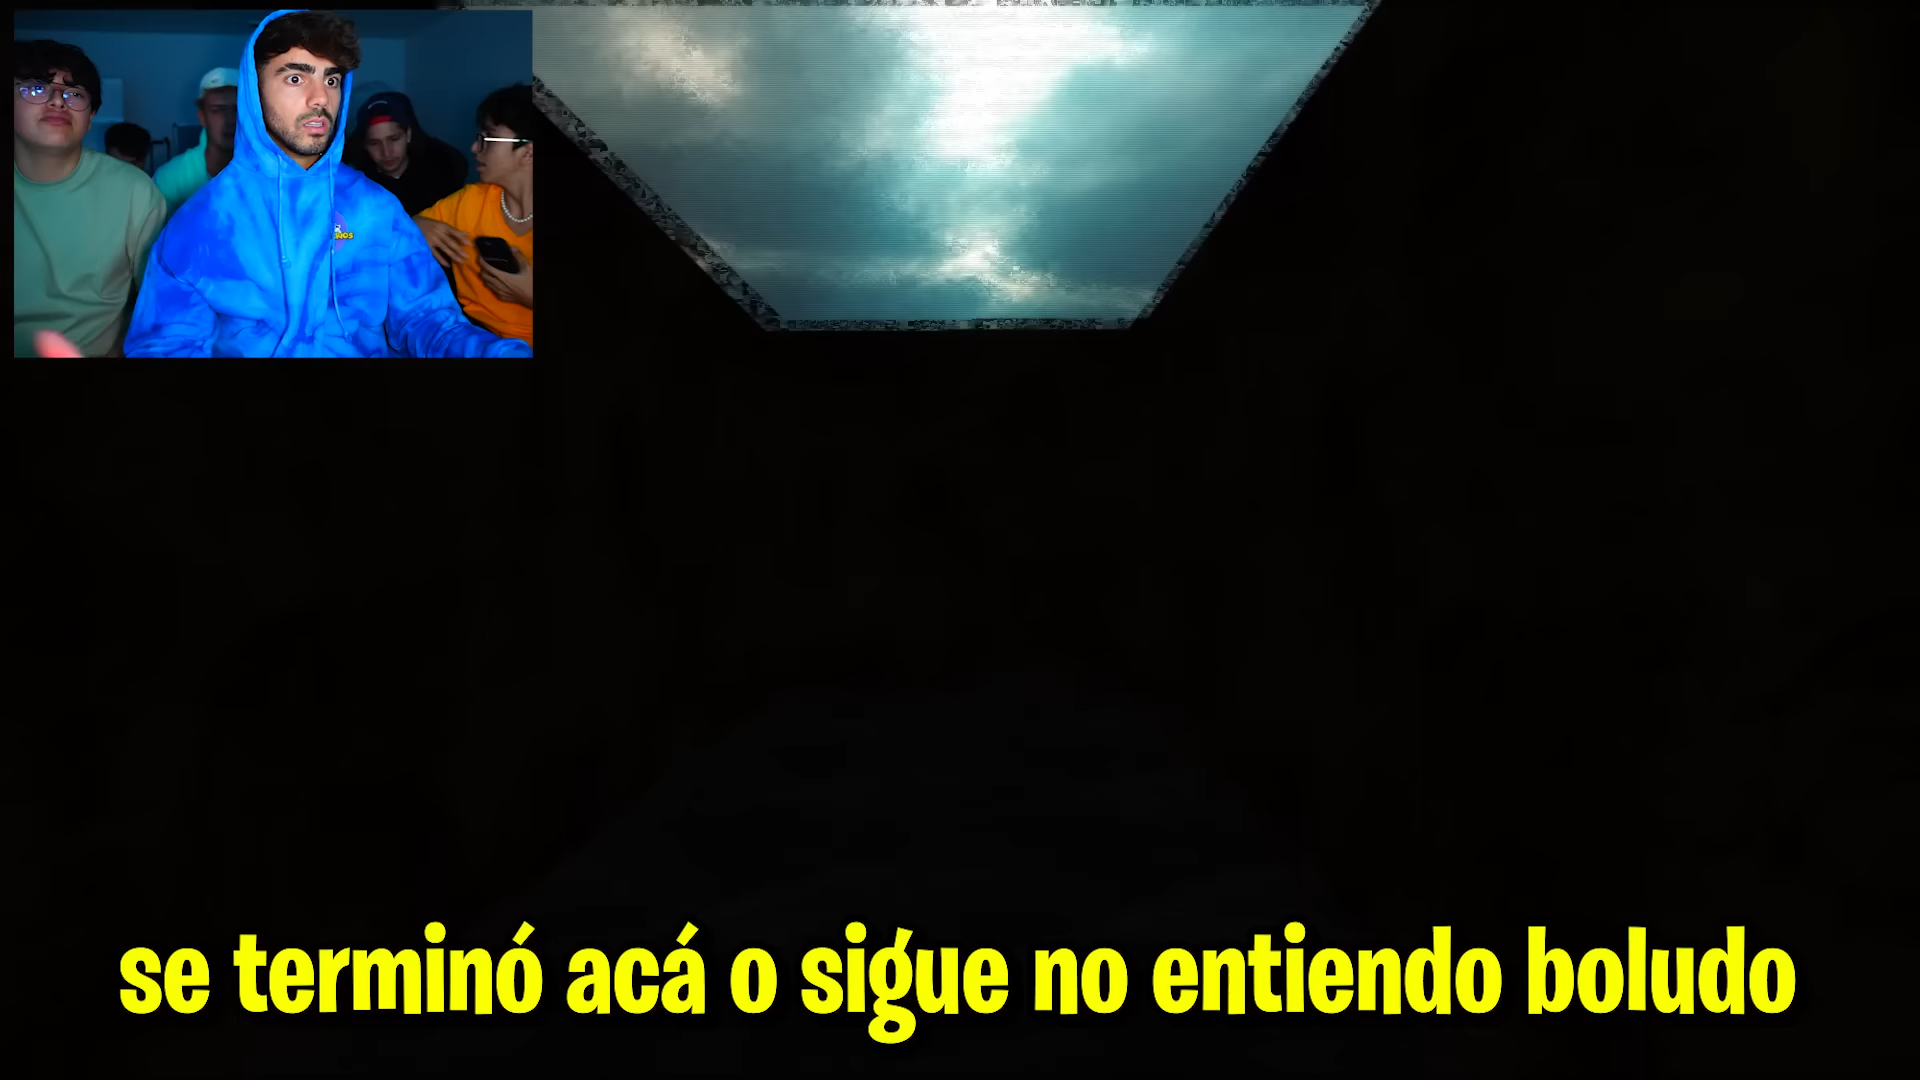 se terminó acá o sigue no entiendo boludo